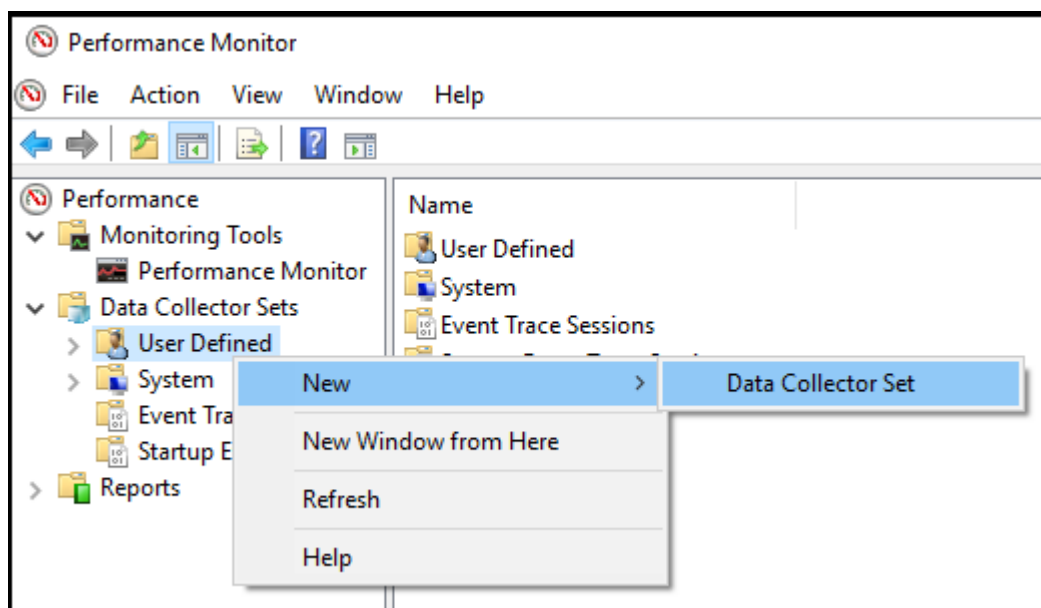 Performance Monitor
File Action View Window Help
Performance
Monitoring Tools
Performance Monitor
Data Collector Sets
User Defined
System
Event Tra
Startup E
Reports
Name
User Defined
System
Event Trace Sessions
New
New Window from Here
Refresh
Help
Data Collector Set